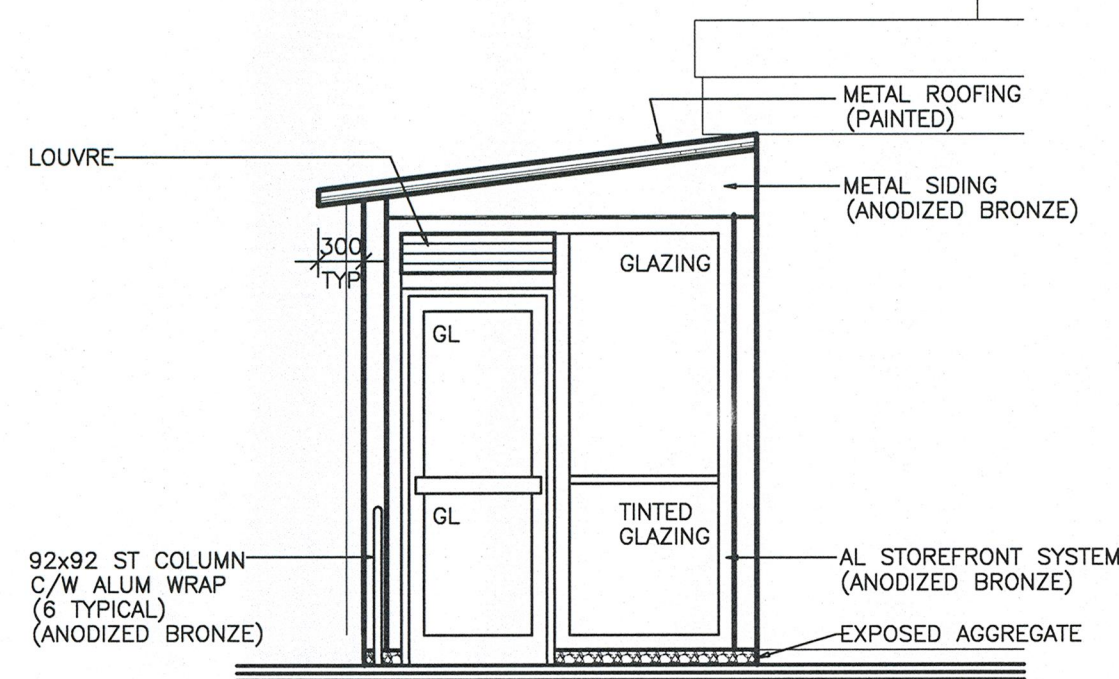 METAL ROOFING
(PAINTED)
LOUVRE
METAL SIDING
(ANODIZED BRONZE)
300
TYP
GLAZING
GL
GL
TINTED
GLAZING
92x92 ST COLUMN
C/W ALUM WRAP
(6 TYPICAL)
(ANODIZED BRONZE)
AL STOREFRONT SYSTEM
(ANODIZED BRONZE)
EXPOSED AGGREGATE